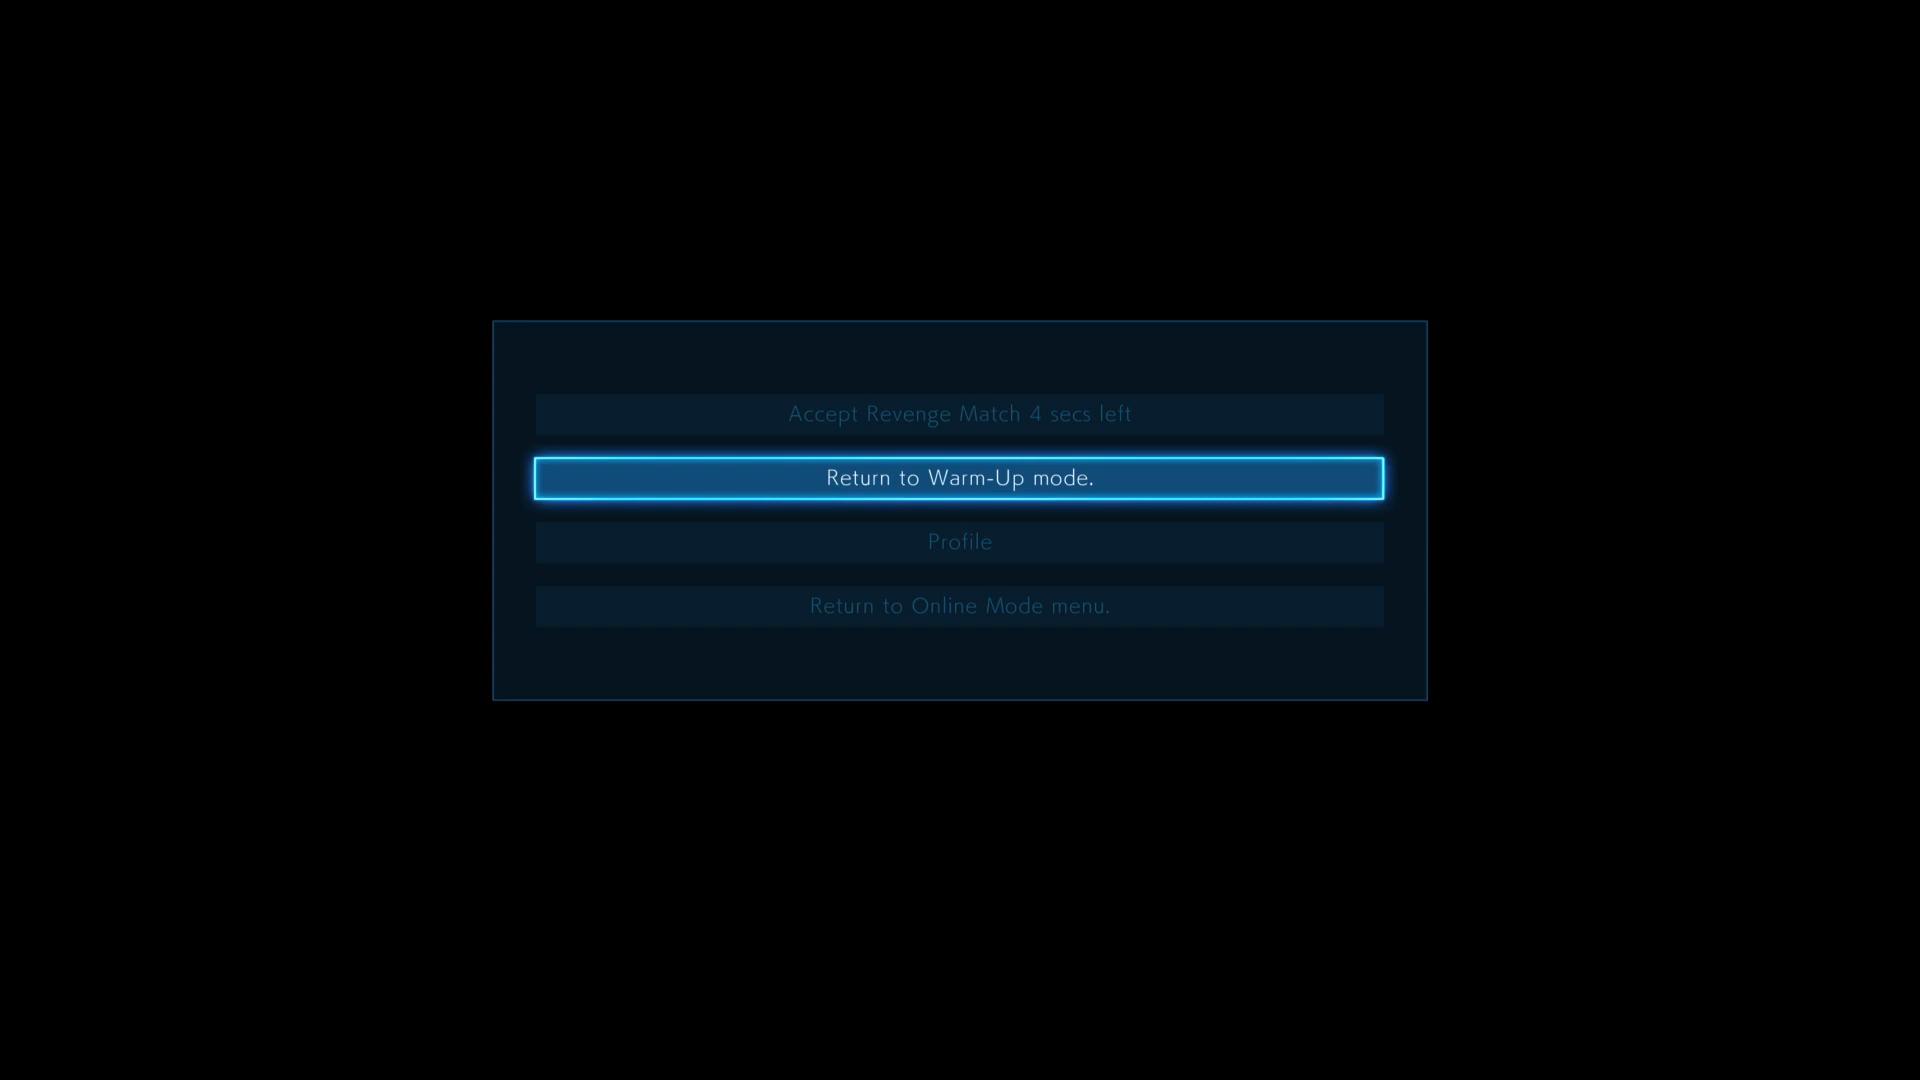 Accept Revenge Match 4 secs left
Return to Warm-Up mode.
Profile
Return to Online Mode menu.